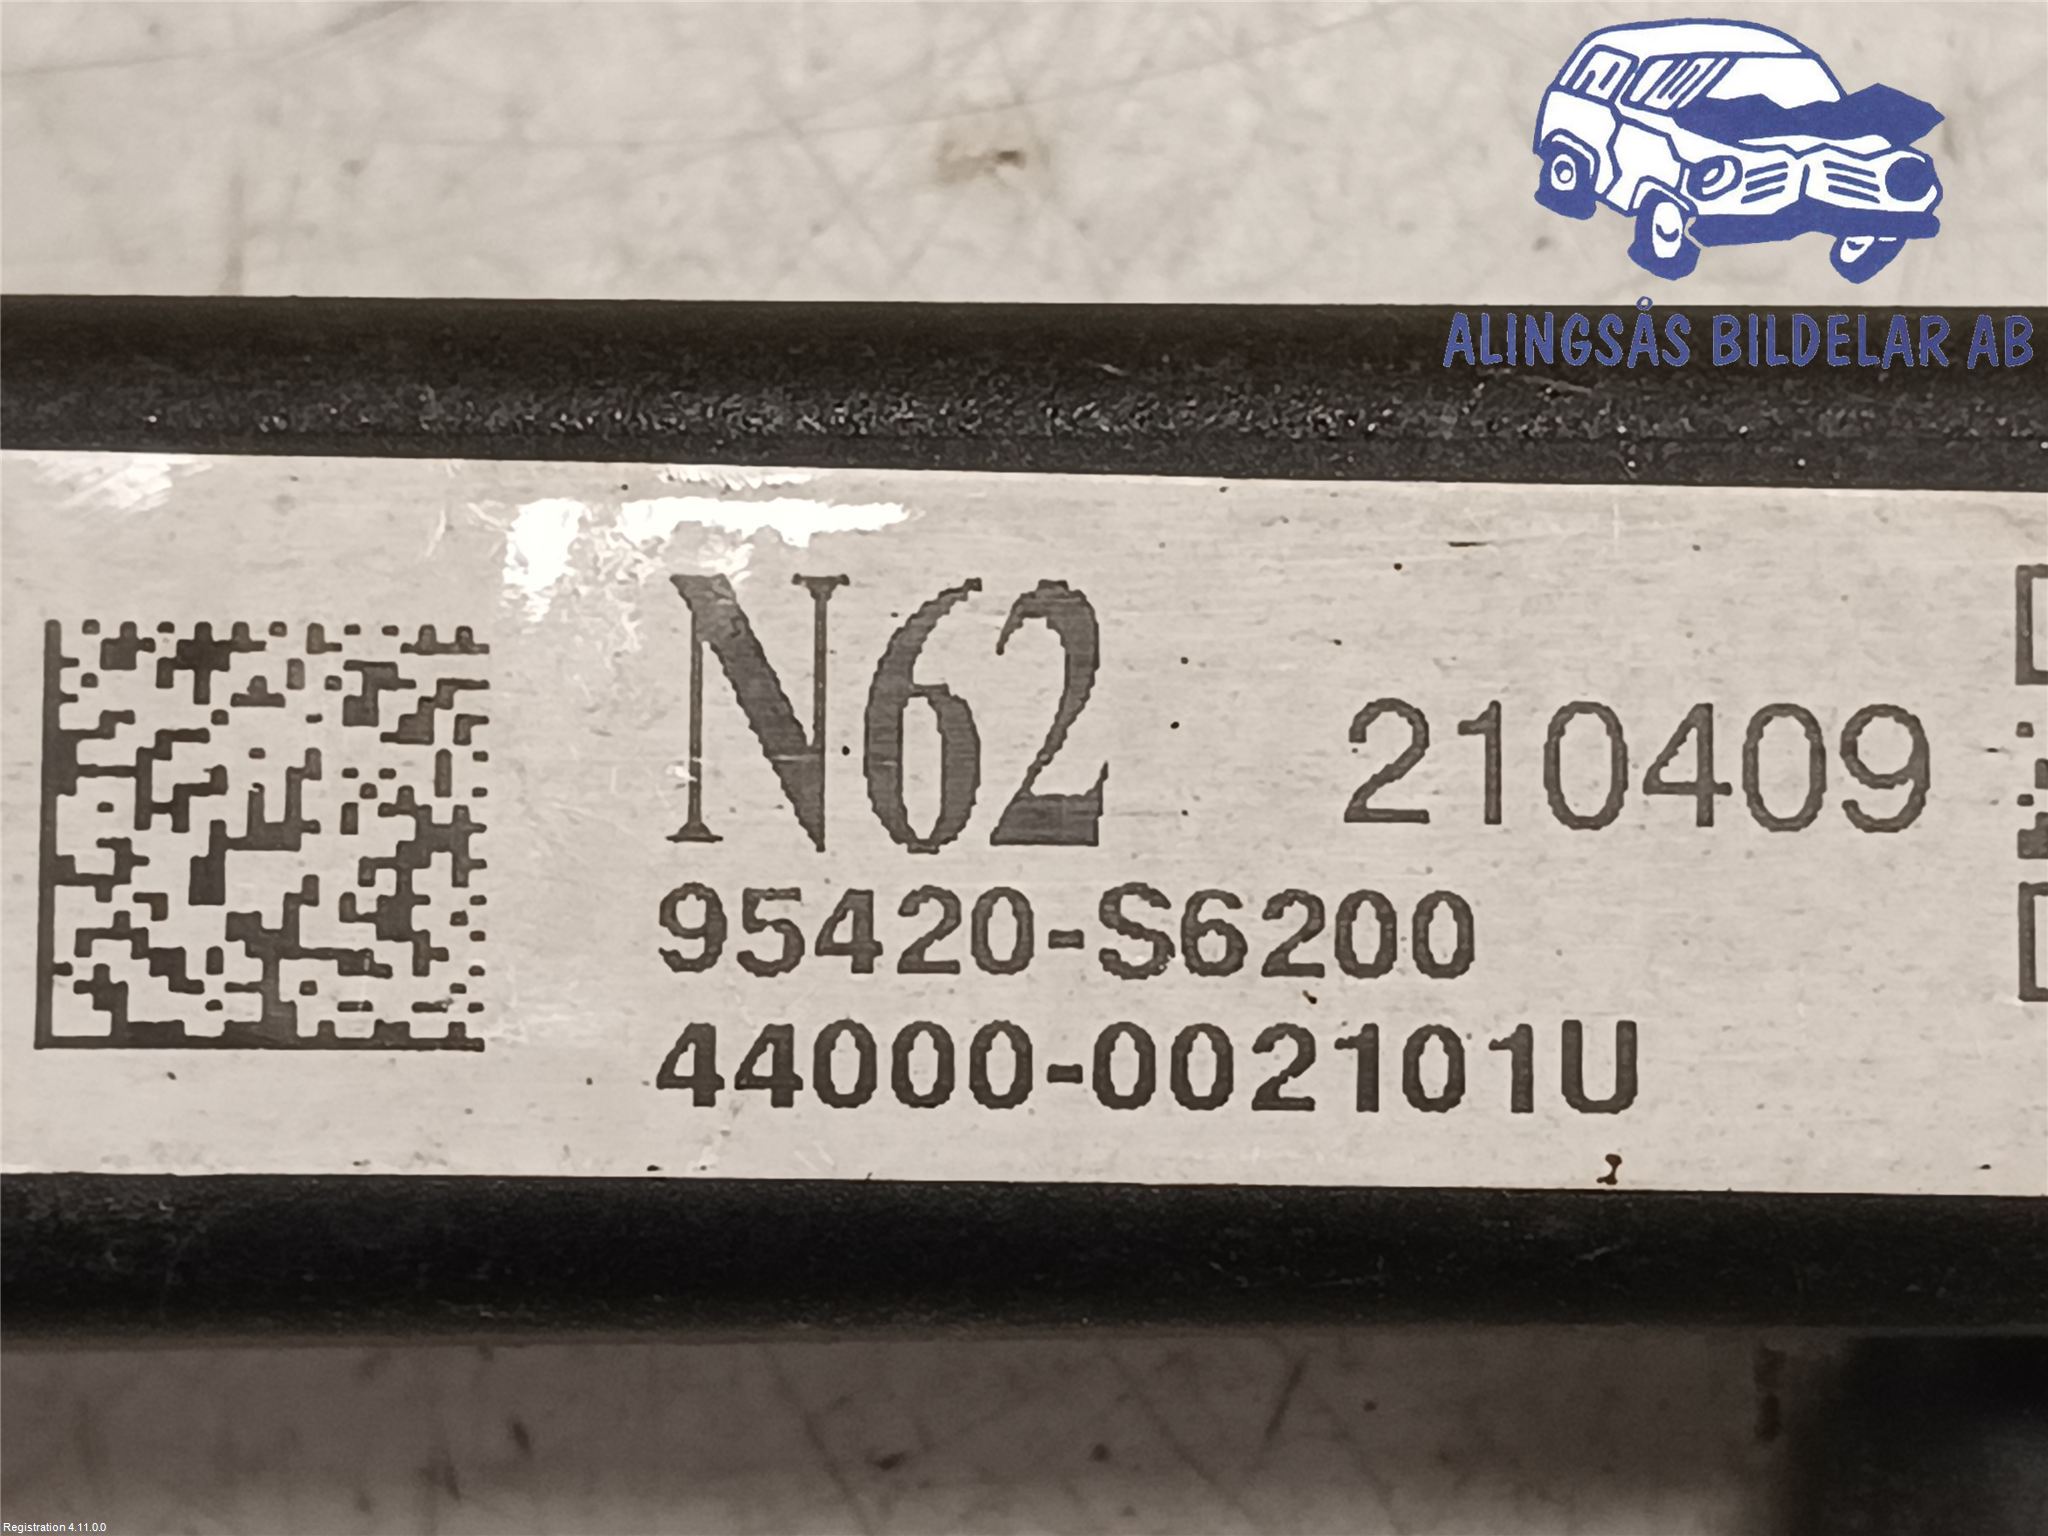 ALINGSÅS BILDELAR AB
N62 210409
95420-S6200
44000-002101U
Registration 4.11.0.0